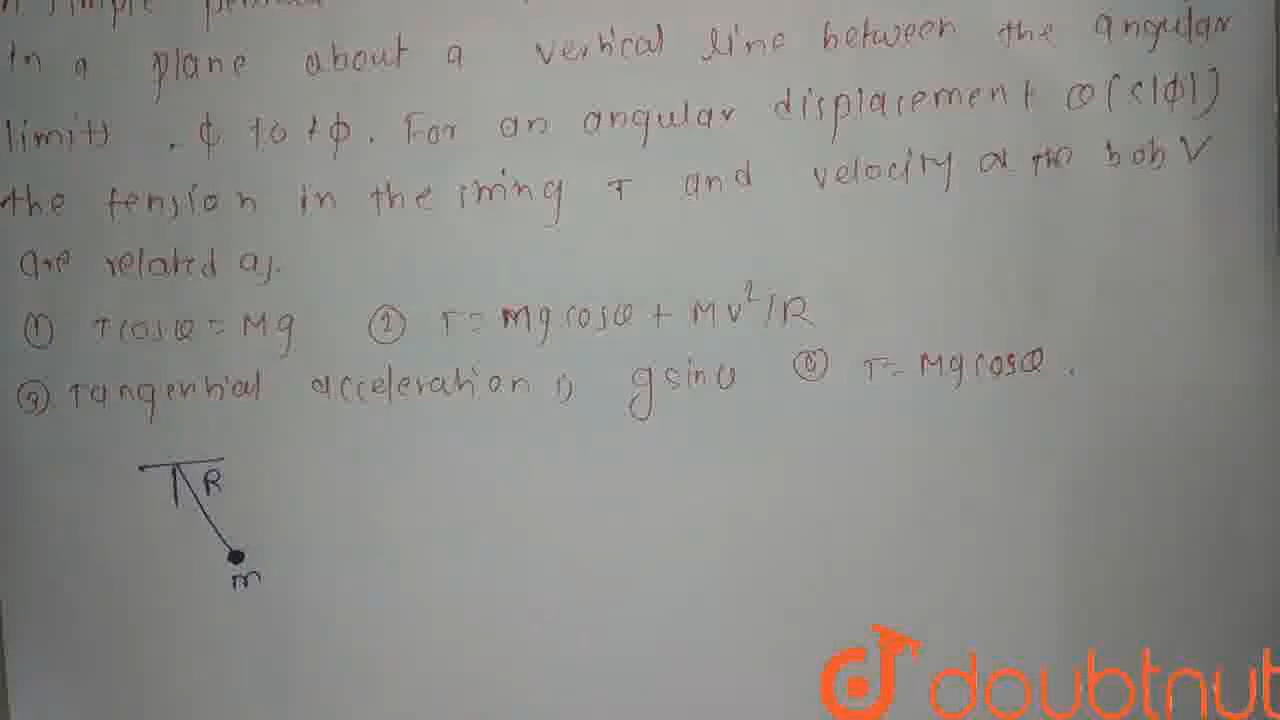 simple
in a plane about a vertical line between the angular
limits . ϕ to +ϕ. For an angular displacement θ(<|ϕ|)
the tension in the string T and velocity of the bob V
are related as.
① Tcosθ = Mg ② T = mg cosθ + Mv²/R
③ Tangential acceleration is g sinθ ④ T = Mg cosθ.
R
m
doubtnut